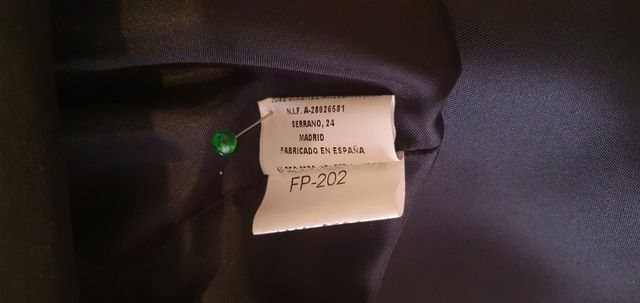 N.I.F. A-28026581
SERRANO, 24
MADRID
FABRICADO EN ESPAÑA
FP-202